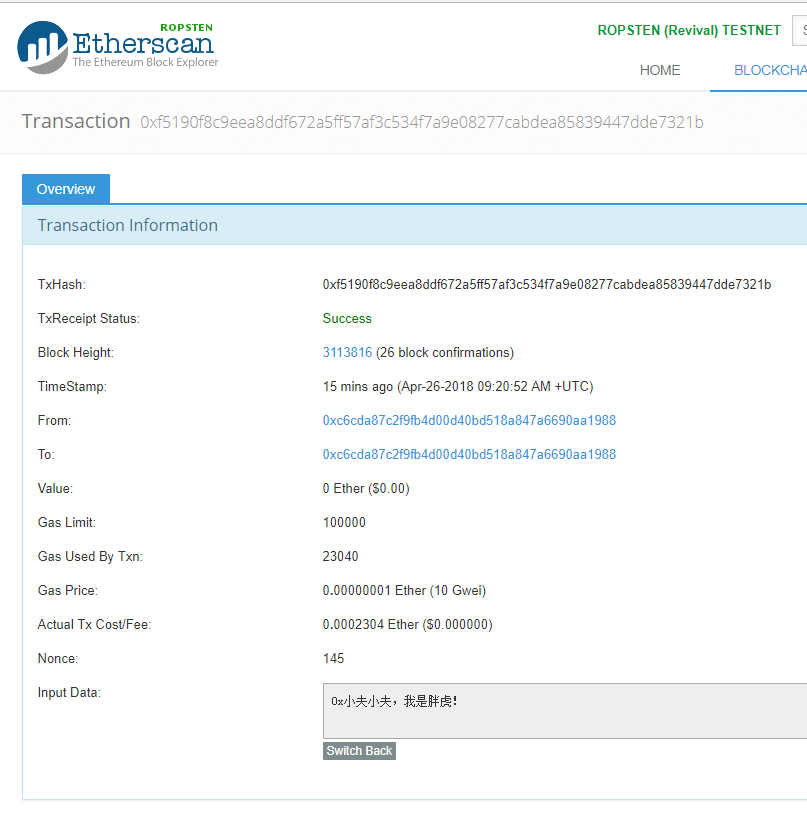 ROPSTEN
Etherscan
The Ethereum Block Explorer
ROPSTEN (Revival) TESTNET
HOME BLOCKCHA
Transaction 0xf5190f8c9eea8ddf672a5ff57af3c534f7a9e08277cabdea85839447dde7321b
Overview
Transaction Information
TxHash: 0xf5190f8c9eea8ddf672a5ff57af3c534f7a9e08277cabdea85839447dde7321b
TxReceipt Status: Success
Block Height: 3113816 (26 block confirmations)
TimeStamp: 15 mins ago (Apr-26-2018 09:20:52 AM +UTC)
From: 0xc6cda87c2f9fb4d00d40bd518a847a6690aa1988
To: 0xc6cda87c2f9fb4d00d40bd518a847a6690aa1988
Value: 0 Ether ($0.00)
Gas Limit: 100000
Gas Used By Txn: 23040
Gas Price: 0.00000001 Ether (10 Gwei)
Actual Tx Cost/Fee: 0.0002304 Ether ($0.000000)
Nonce: 145
Input Data: 0x小夫小夫，我是胖虎！
Switch Back